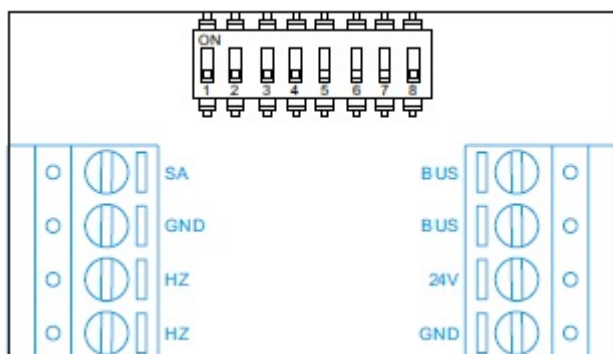 ON
1 2 3 4 5 6 7 8
SA BUS
GND BUS
HZ 24V
HZ GND